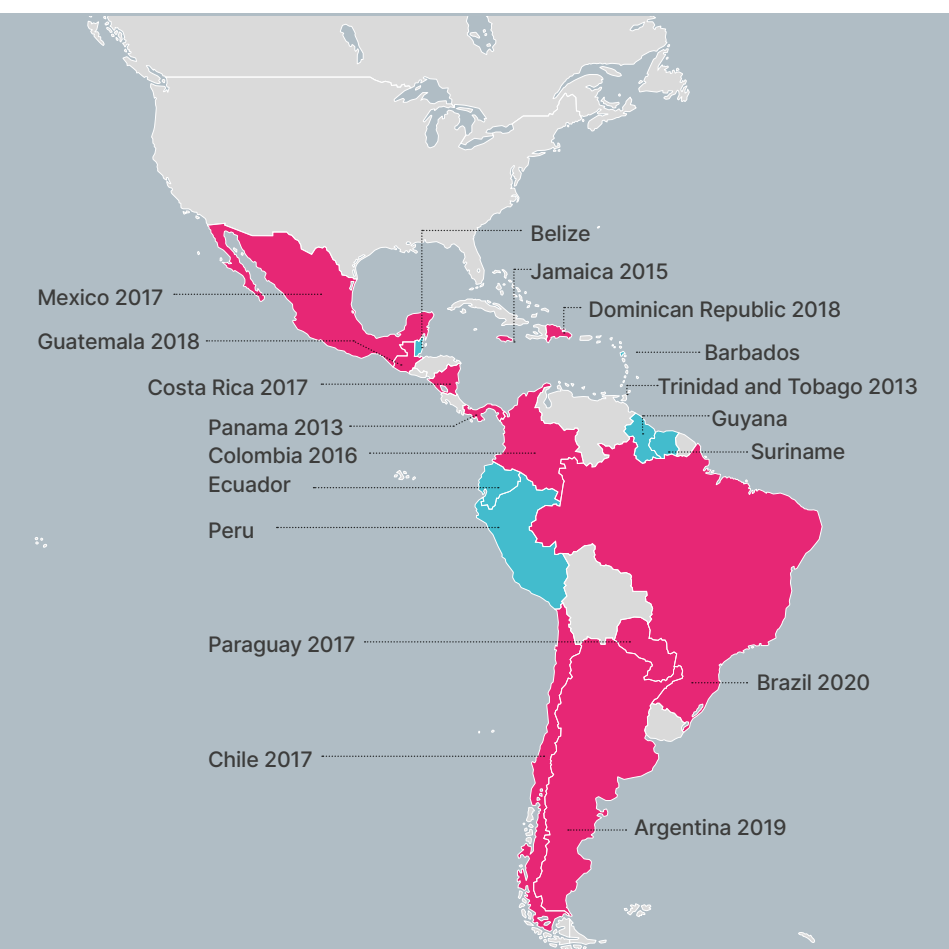 Belize
Jamaica 2015
Mexico 2017
Dominican Republic 2018
Guatemala 2018
Barbados
Costa Rica 2017
Trinidad and Tobago 2013
Guyana
Panama 2013
Colombia 2016
Suriname
Ecuador
Peru
Paraguay 2017
Brazil 2020
Chile 2017
Argentina 2019